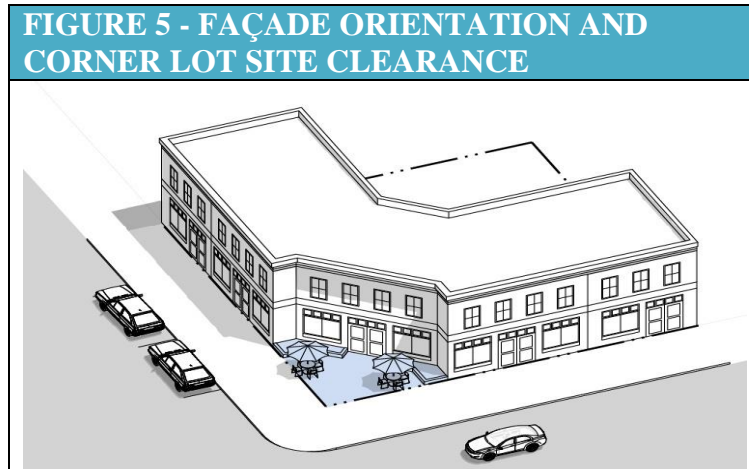 FIGURE 5 - FAÇADE ORIENTATION AND
CORNER LOT SITE CLEARANCE